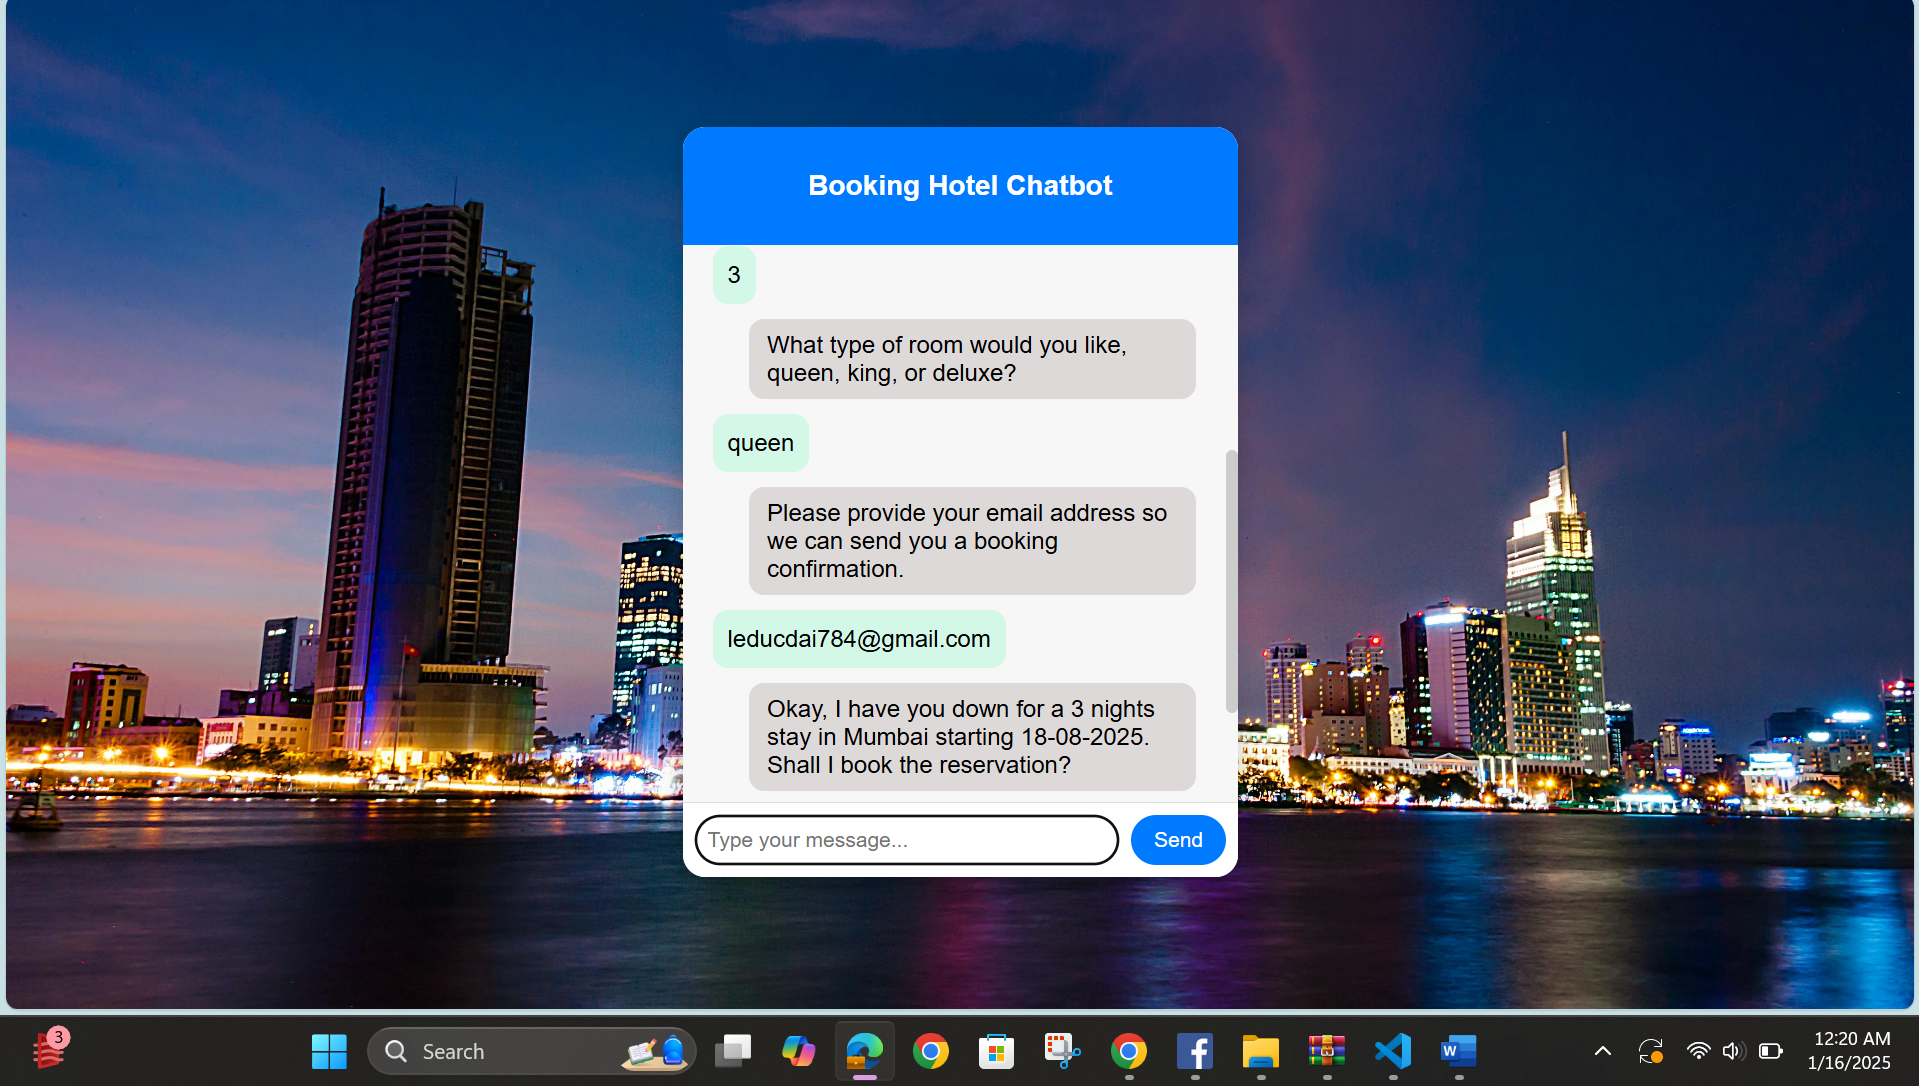 Booking Hotel Chatbot
3
What type of room would you like,
queen, king, or deluxe?
queen
Please provide your email address so
we can send you a booking
confirmation.
leducdai784@gmail.com
Okay, I have you down for a 3 nights
stay in Mumbai starting 18-08-2025.
Shall I book the reservation?
Type your message...
Send
3
Search
W
12:20 AM
1/16/2025